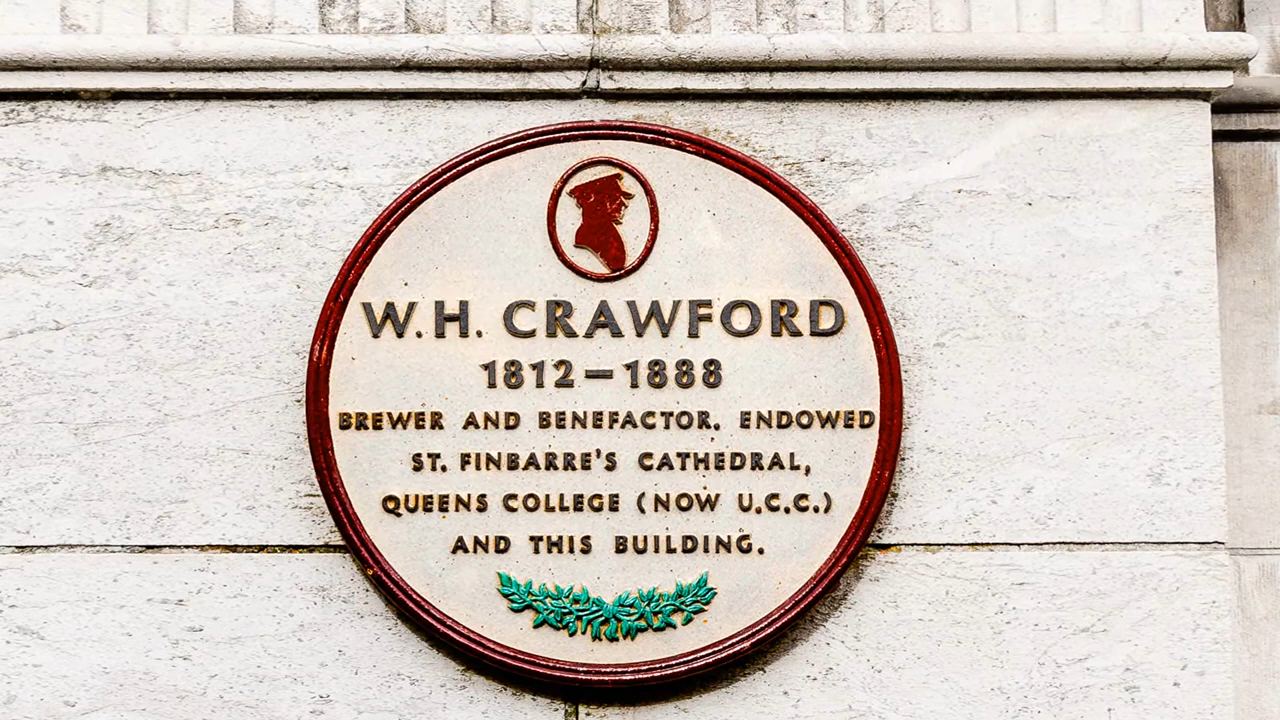 W.H. CRAWFORD
1812–1888
BREWER AND BENEFACTOR. ENDOWED
ST. FINBARRE'S CATHEDRAL,
QUEENS COLLEGE (NOW U.C.C.)
AND THIS BUILDING.